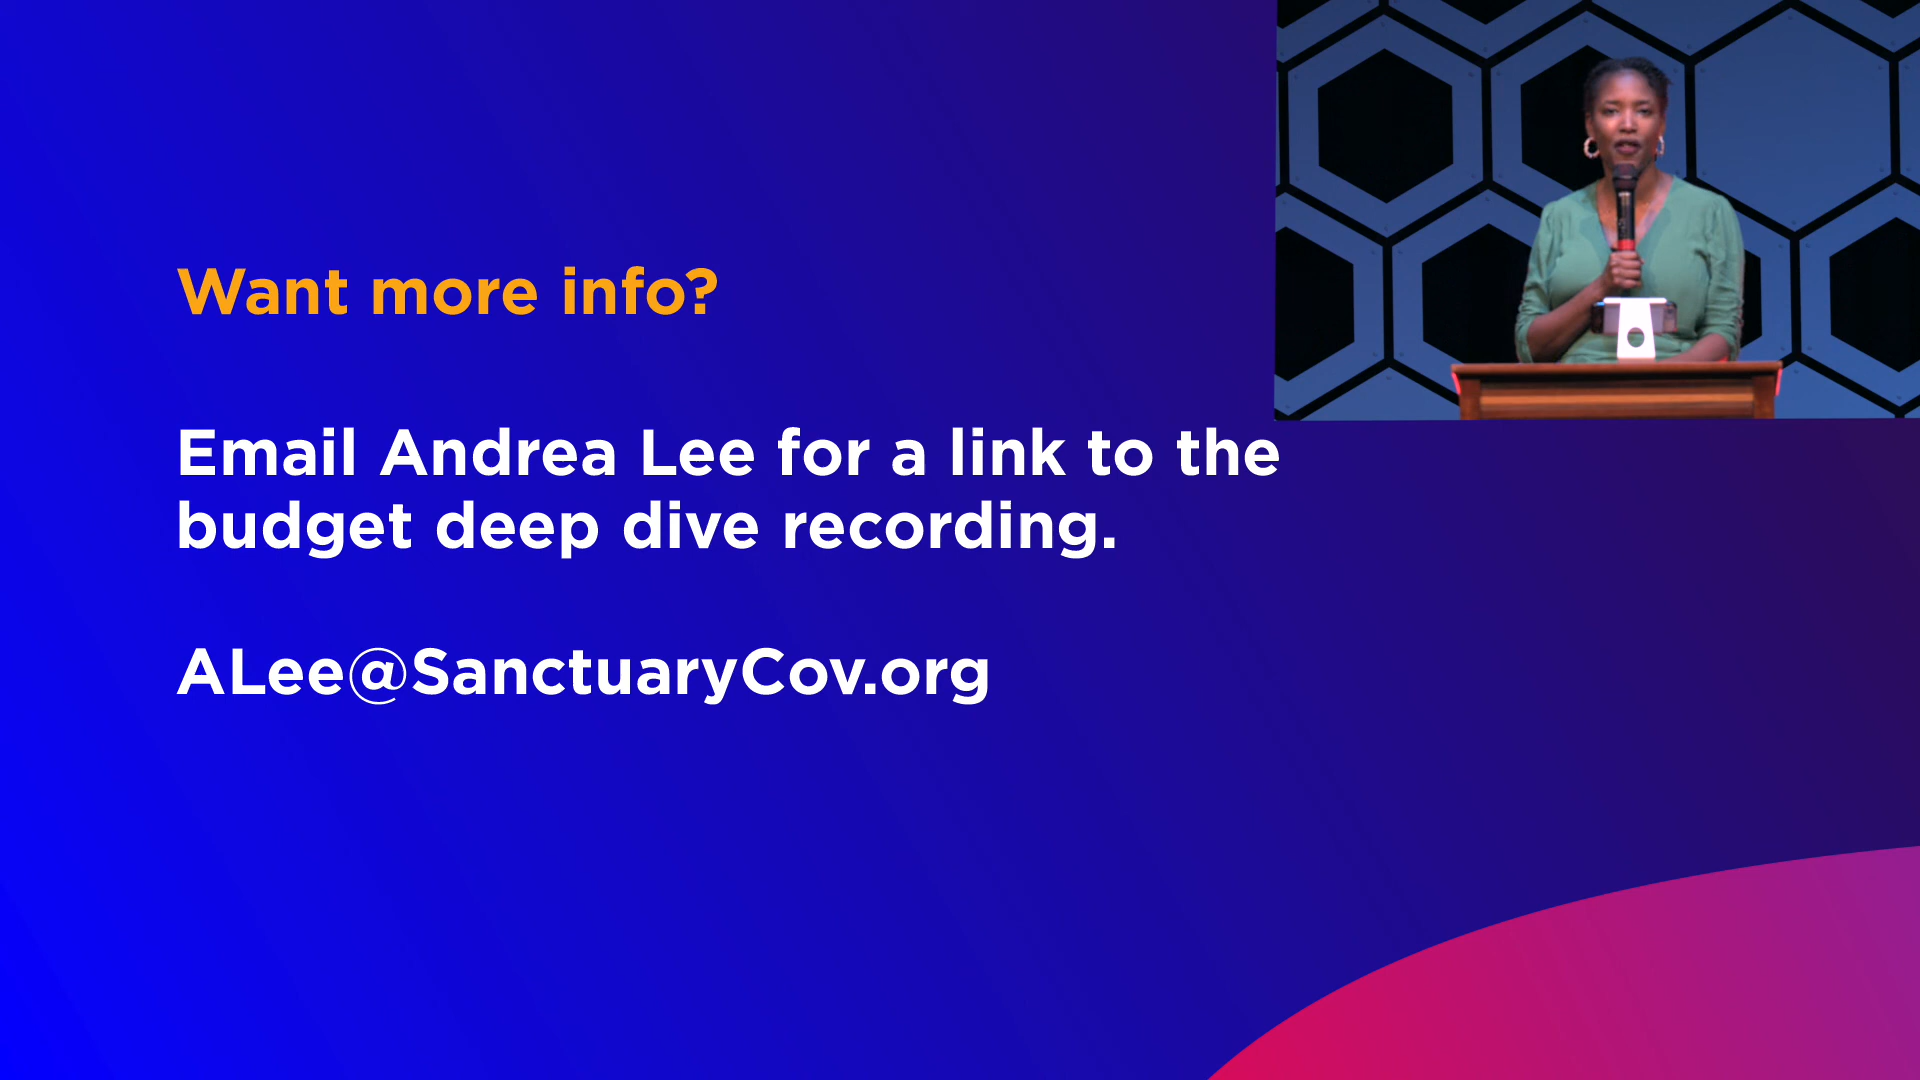 Want more info?
Email Andrea Lee for a link to the
budget deep dive recording.
ALee@SanctuaryCov.org